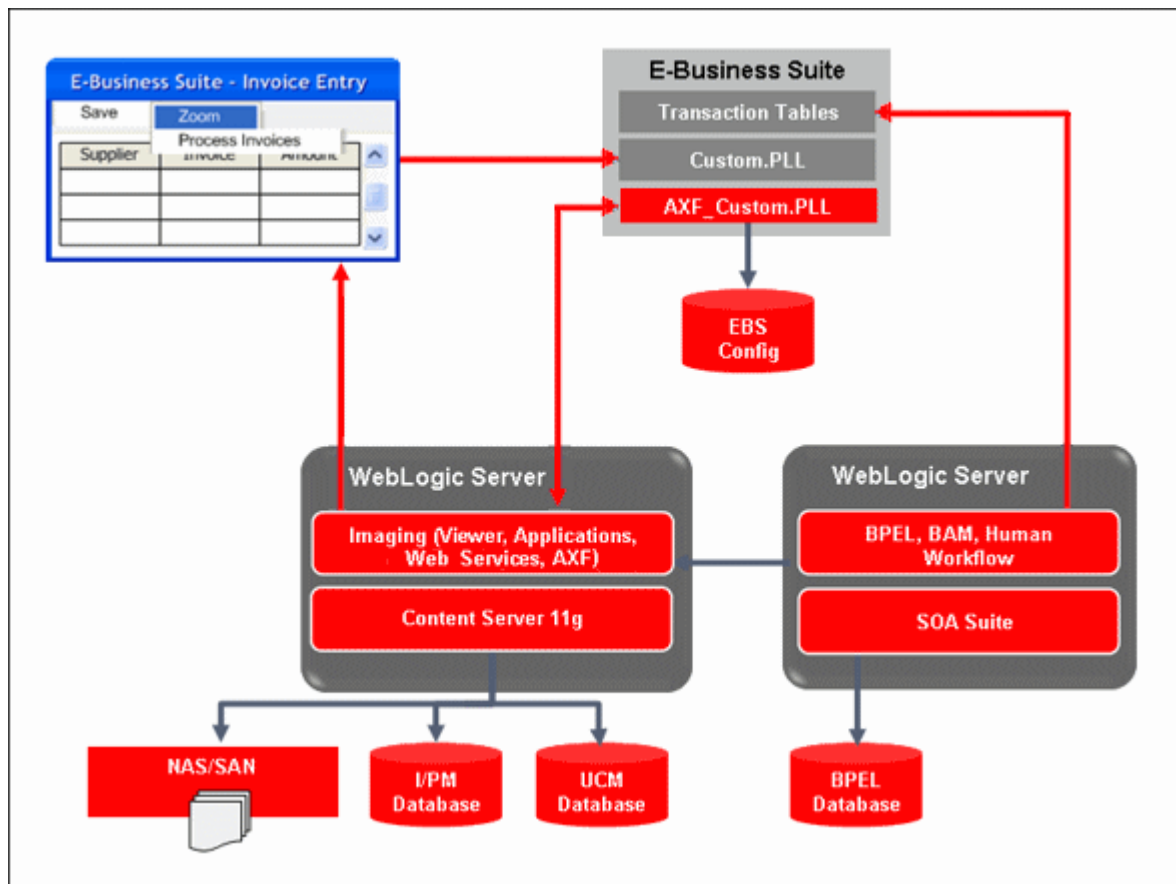 E-Business Suite - Invoice Entry
Save
Zoom
Process Invoices
Supplier
Invoice
Amount
E-Business Suite
Transaction Tables
Custom.PLL
AXF_Custom.PLL
EBS
Config
WebLogic Server
Imaging (Viewer, Applications,
Web Services, AXF)
Content Server 11g
WebLogic Server
BPEL, BAM, Human
Workflow
SOA Suite
NAS/SAN
I/PM
Database
UCM
Database
BPEL
Database